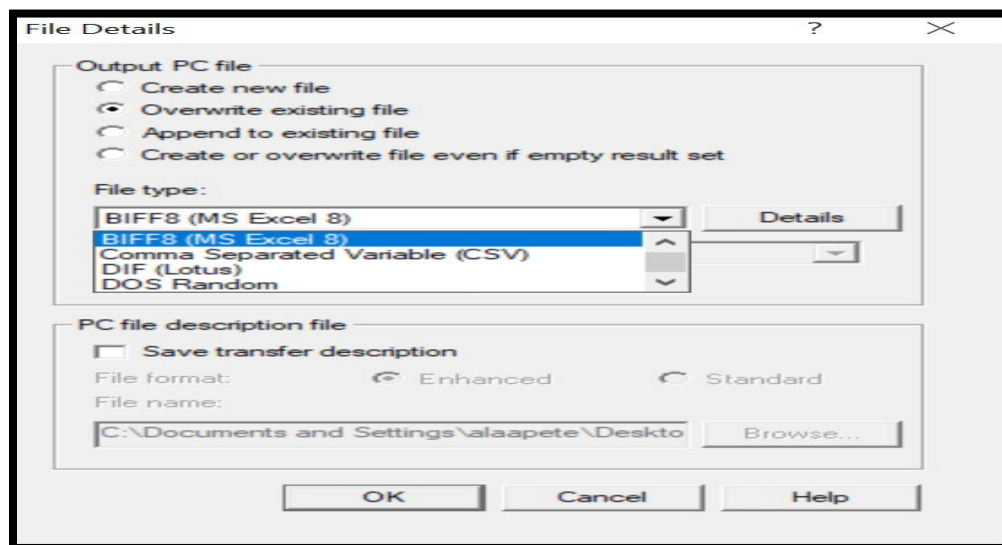 File Details ?
Output PC file
Create new file
Overwrite existing file
Append to existing file
Create or overwrite file even if empty result set
File type:
BIFF8 (MS Excel 8) Details
BIFF8 (MS Excel 8)
Comma Separated Variable (CSV)
DIF (Lotus)
DOS Random
PC file description file
Save transfer description
File format: Enhanced Standard
File name:
C:\Documents and Settings\alaapete\Deskto Browse...
OK Cancel Help